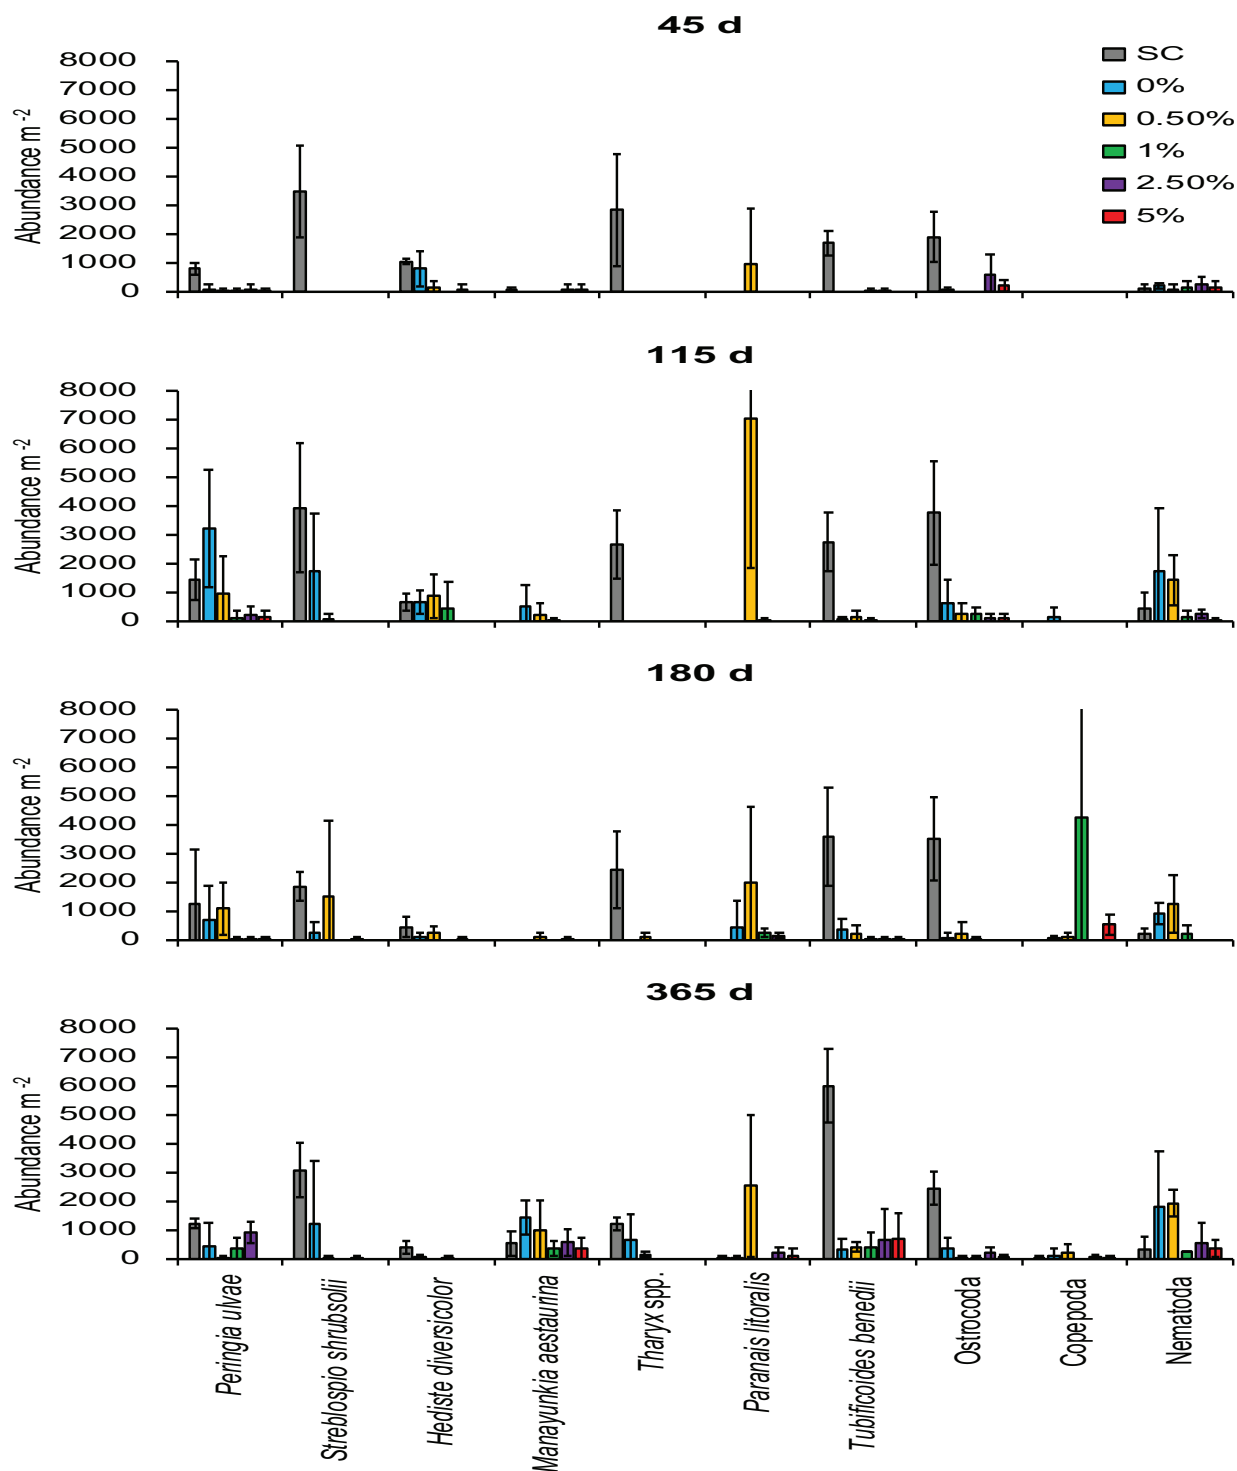 45 d
8000
7000
6000
5000
4000
3000
2000
1000
0
Abundance m-2
SC
0%
0.50%
1%
2.50%
5%
115 d
8000
7000
6000
5000
4000
3000
2000
1000
0
Abundance m-2
180 d
8000
7000
6000
5000
4000
3000
2000
1000
0
Abundance m-2
365 d
8000
7000
6000
5000
4000
3000
2000
1000
0
Abundance m-2
Peringia ulvae
Streblospio shrubsolii
Hediste diversicolor
Manayunkia aestaurina
Tharyx spp.
Paranais litoralis
Tubificoides benedii
Ostrocoda
Copepoda
Nematoda